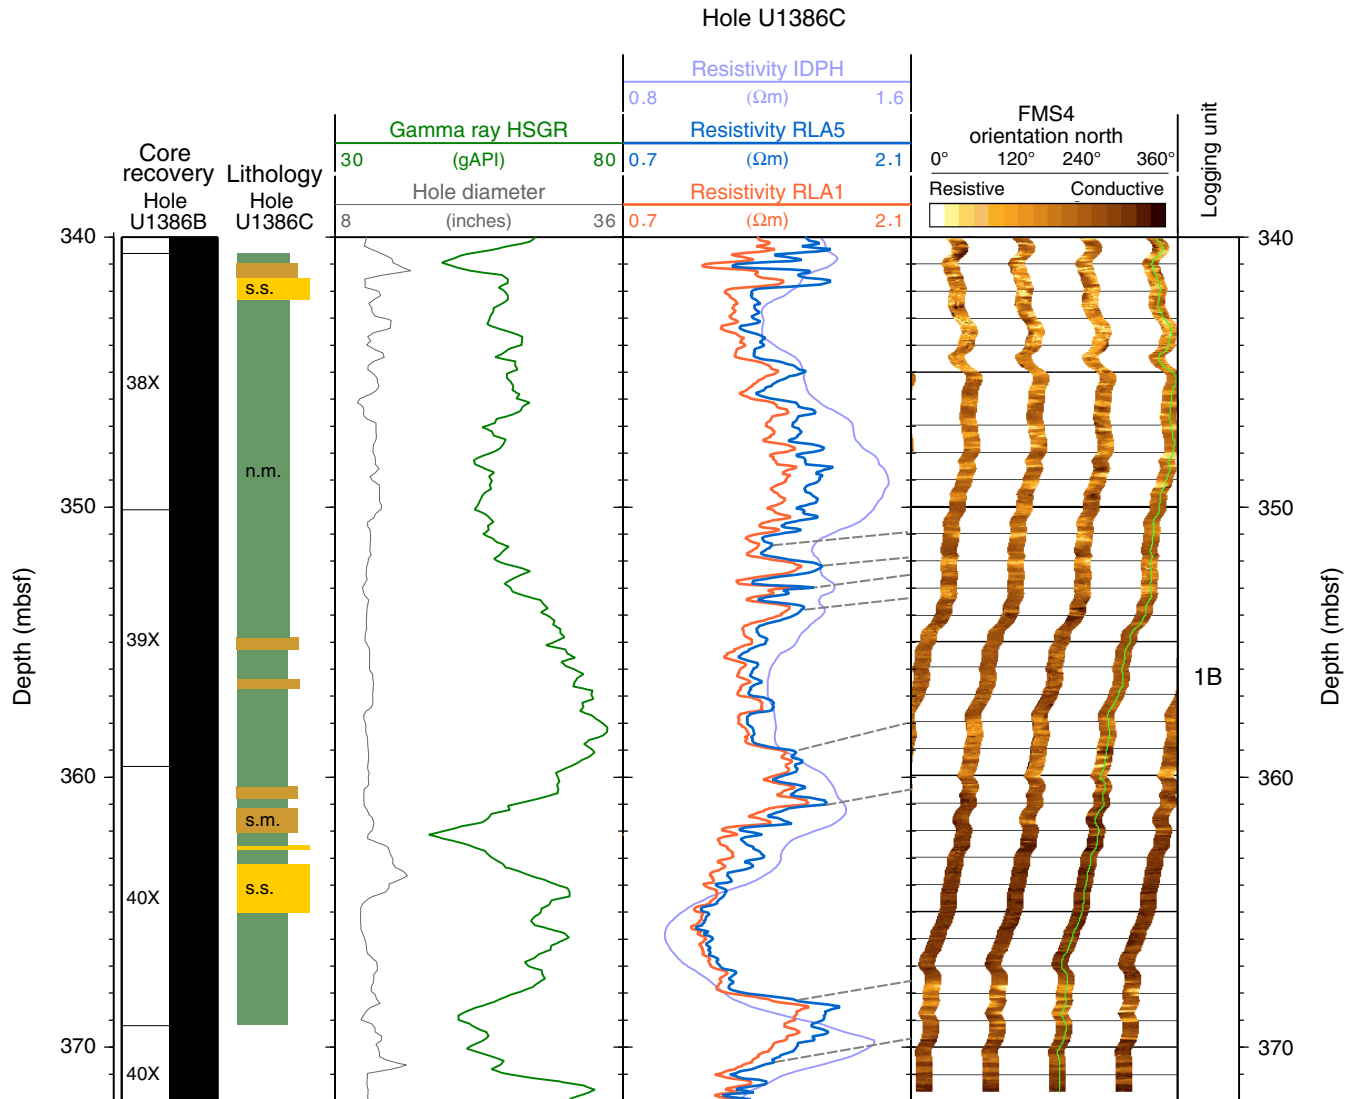 Hole U1386C
Resistivity IDPH
0.8 (Ωm) 1.6
Gamma ray HSGR
30 (gAPI) 80
Resistivity RLA5
0.7 (Ωm) 2.1
Hole diameter
8 (inches) 36
Resistivity RLA1
0.7 (Ωm) 2.1
FMS4
orientation north
0° 120° 240° 360°
Resistive Conductive
Logging unit
Core
recovery
Hole
U1386B
Lithology
Hole
U1386C
Depth (mbsf)
340
350
360
370
38X
39X
40X
40X
s.s.
n.m.
s.m.
s.s.
1B
340
350
360
370
Depth (mbsf)